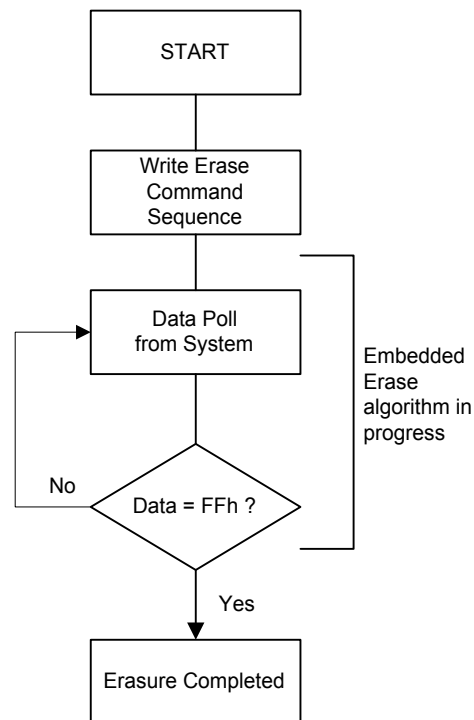 START
Write Erase
Command
Sequence
Data Poll
from System
Embedded
Erase
algorithm in
progress
No
Data = FFh ?
Yes
Erasure Completed